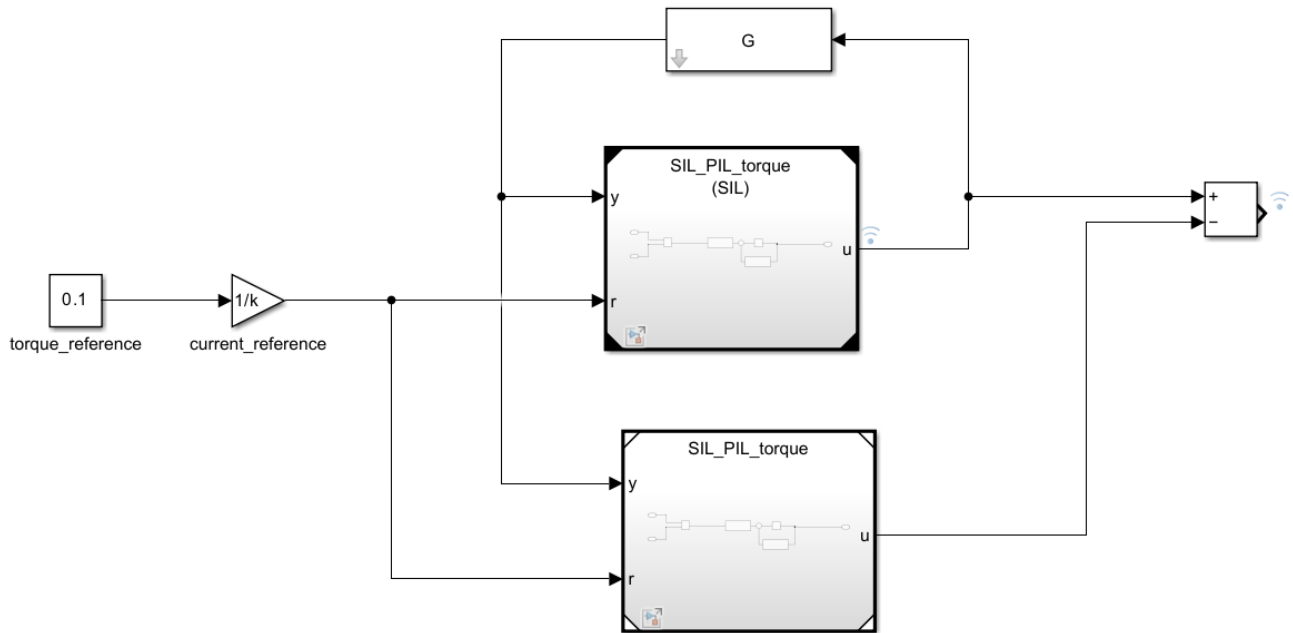 G
SIL_PIL_torque
(SIL)
y
u
r
+
−
0.1
torque_reference
1/k
current_reference
SIL_PIL_torque
y
u
r